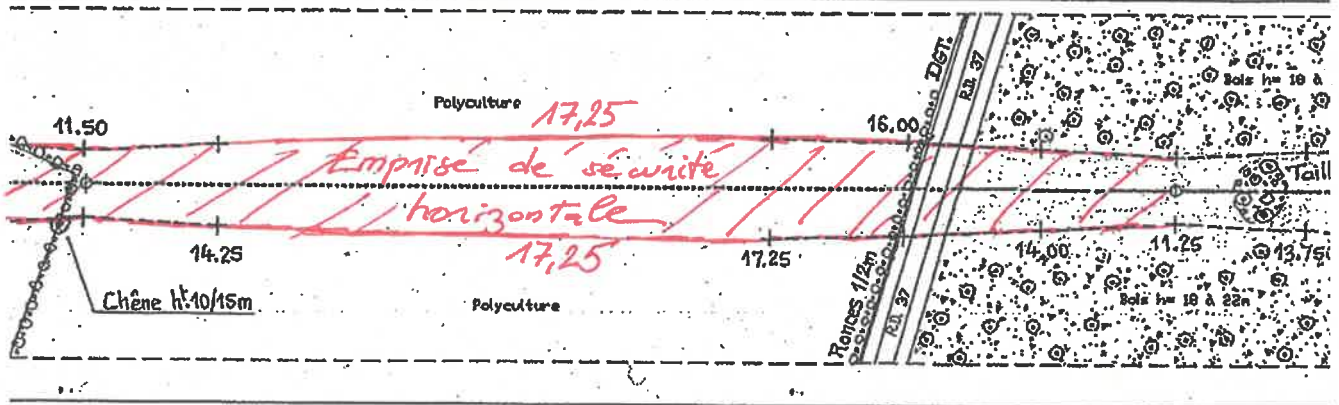 DGT.
R.D. 37
Bois h= 18 à
Polyculture
17,25
11.50
16.00
Emprise de sécurité
horizontale
Taill
14.25
17,25
17.25
14.00
11.25
13.75
Chêne ht.10/15m
Polyculture
Ronces 1/2m
R.D. 37
Bois h= 18 à 22m